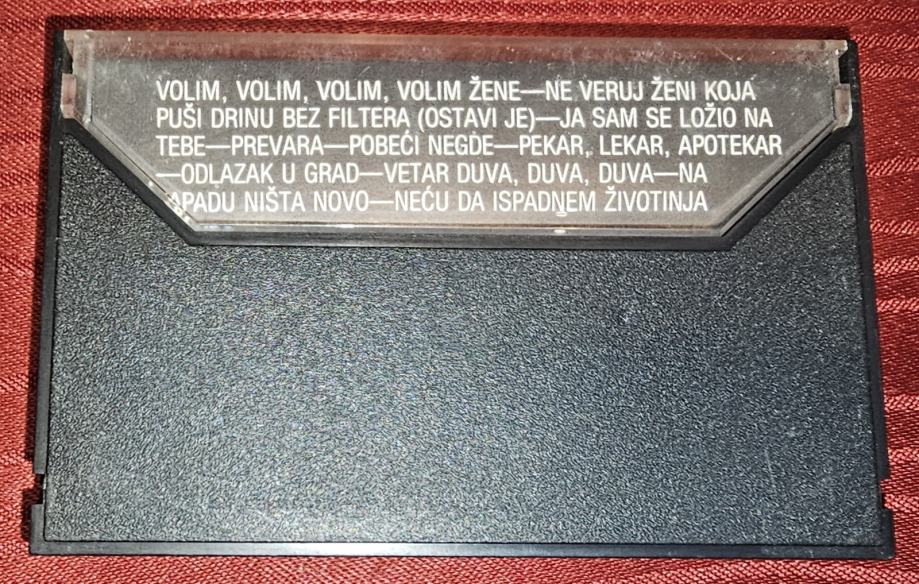 VOLIM, VOLIM, VOLIM, VOLIM ŽENE—NE VERUJ ŽENI KOJA
PUŠI DRINU BEZ FILTERA (OSTAVI JE)—JA SAM SE LOŽIO NA
TEBE—PREVARA—POBEĆI NEGDE—PEKAR, LEKAR, APOTEKAR
—ODLAZAK U GRAD—VETAR DUVA, DUVA, DUVA—NA
ZAPADU NIŠTA NOVO—NEĆU DA ISPADNEM ŽIVOTINJA